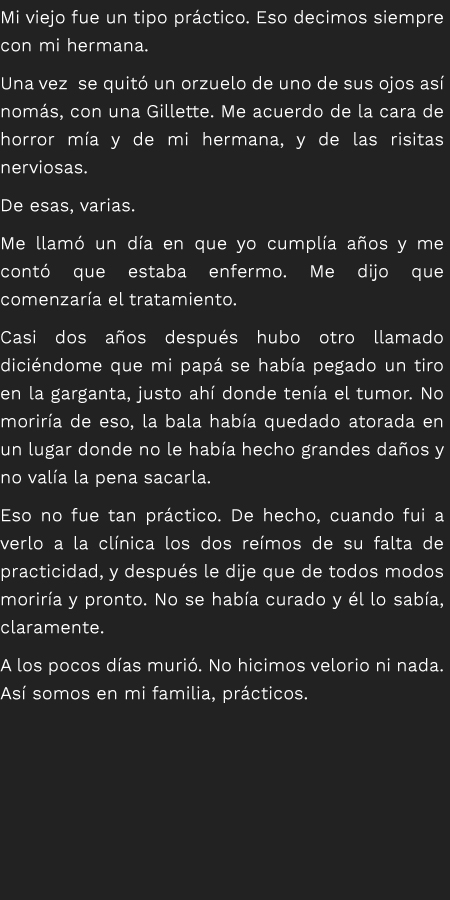 Mi viejo fue un tipo práctico. Eso decimos siempre
con mi hermana.
Una vez  se quitó un orzuelo de uno de sus ojos así
nomás, con una Gillette. Me acuerdo de la cara de
horror mía y de mi hermana, y de las risitas
nerviosas.
De esas, varias.
Me llamó un día en que yo cumplía años y me
contó que estaba enfermo. Me dijo que
comenzaría el tratamiento.
Casi dos años después hubo otro llamado
diciéndome que mi papá se había pegado un tiro
en la garganta, justo ahí donde tenía el tumor. No
moriría de eso, la bala había quedado atorada en
un lugar donde no le había hecho grandes daños y
no valía la pena sacarla.
Eso no fue tan práctico. De hecho, cuando fui a
verlo a la clínica los dos reímos de su falta de
practicidad, y después le dije que de todos modos
moriría y pronto. No se había curado y él lo sabía,
claramente.
A los pocos días murió. No hicimos velorio ni nada.
Así somos en mi familia, prácticos.